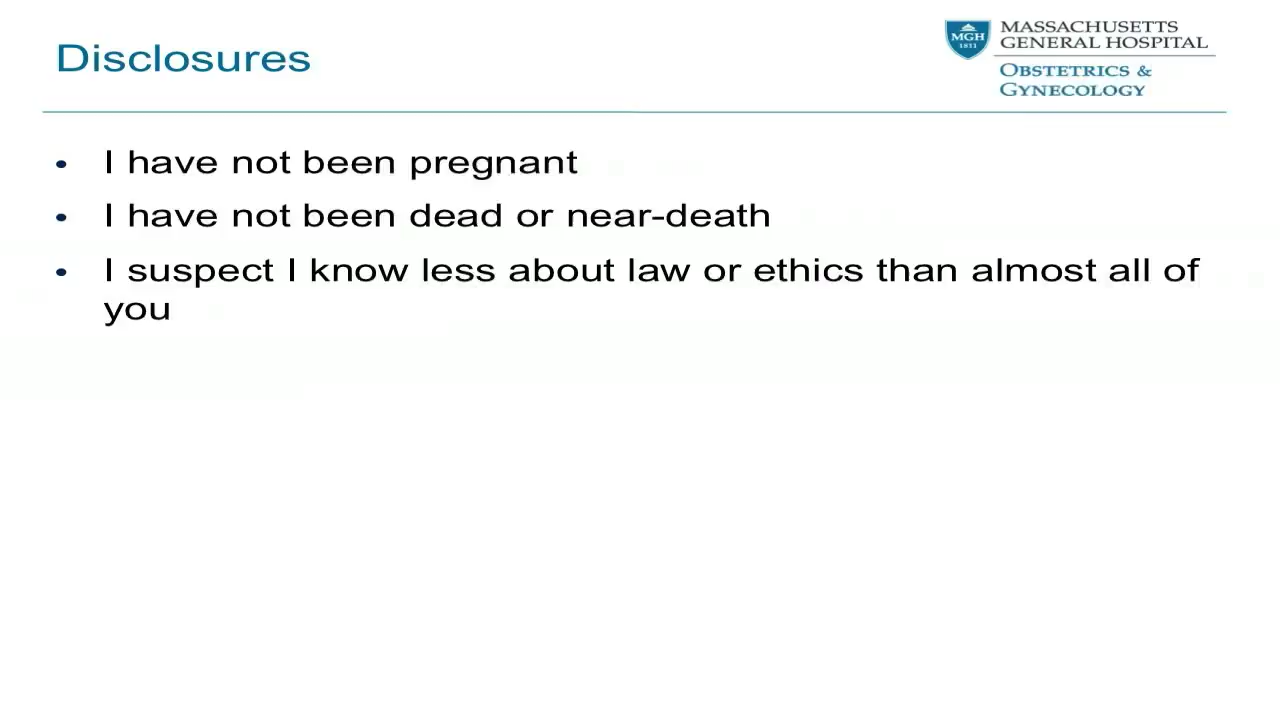 Disclosures
MGH
1811
MASSACHUSETTS
GENERAL HOSPITAL
OBSTETRICS &
GYNECOLOGY
• I have not been pregnant
• I have not been dead or near-death
• I suspect I know less about law or ethics than almost all of
you